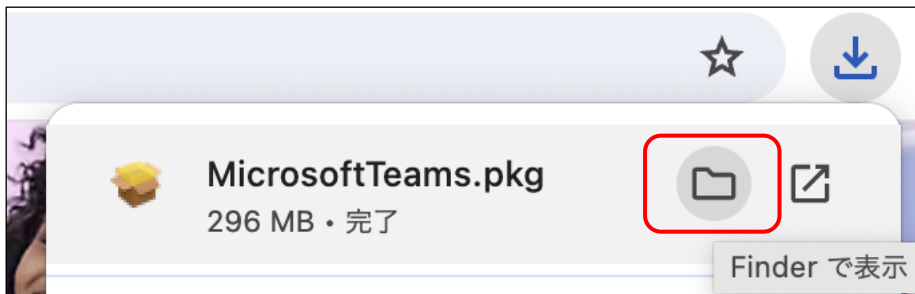 MicrosoftTeams.pkg
296 MB • 完了
Finder で表示